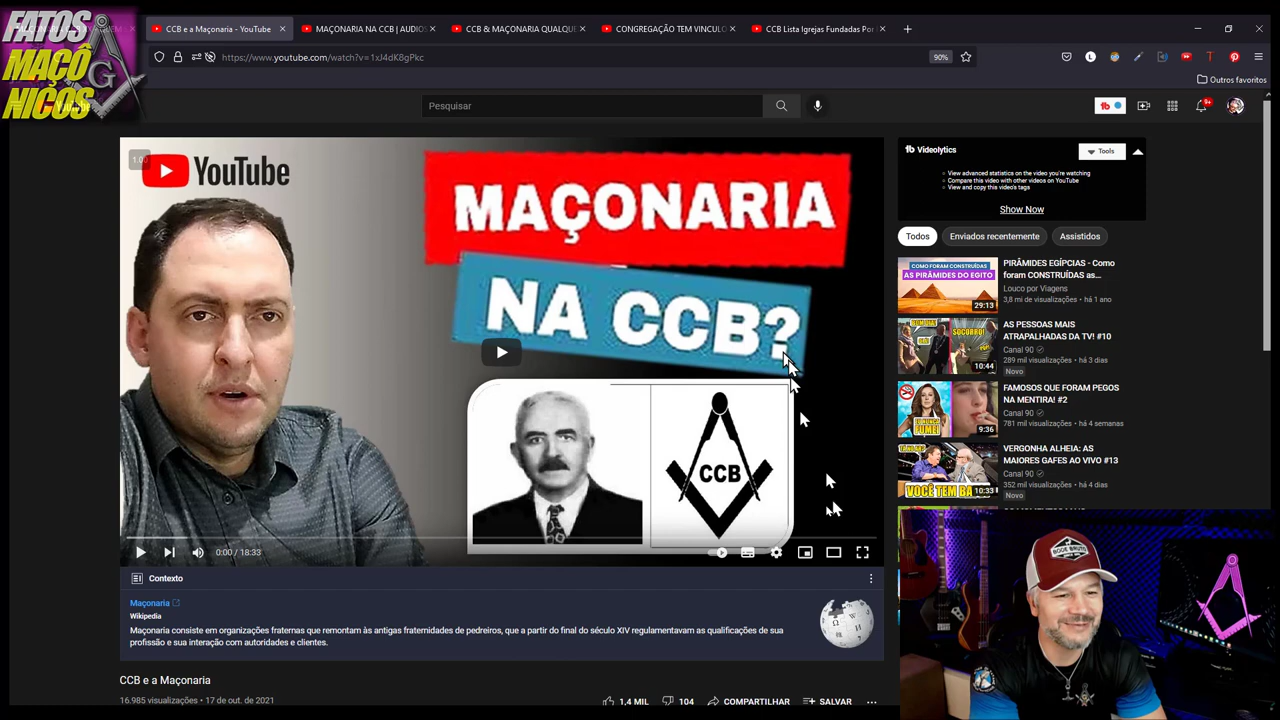 FATOS
MAÇÔ
NICOS
G
CCB e a Maçonaria - YouTube
MAÇONARIA NA CCB | AUDIOS
CCB & MAÇONARIA QUALQUE
CONGREGAÇÃO TEM VINCULO
CCB Lista Igrejas Fundadas Por
https://www.youtube.com/watch?v=1xJ4dK8gPkc
90%
Outros favoritos
Pesquisar
9+
1.00
YouTube
MAÇONARIA
NA CCB?
CCB
0:00 / 18:33
Contexto
Maçonaria
Wikipedia
Maçonaria consiste em organizações fraternas que remontam às antigas fraternidades de pedreiros, que a partir do final do século XIV regulamentavam as qualificações de sua
profissão e sua interação com autoridades e clientes.
CCB e a Maçonaria
16.985 visualizações • 17 de out. de 2021
1,4 MIL
104
COMPARTILHAR
SALVAR
Videolytics
Tools
View advanced statistics on the video you're watching
Compare this video with other videos on YouTube
View and copy this video's tags
Show Now
Todos
Enviados recentemente
Assistidos
COMO FORAM CONSTRUÍDAS
AS PIRÂMIDES DO EGITO
29:13
PIRÂMIDES EGÍPCIAS - Como
foram CONSTRUÍDAS as...
Louco por Viagens
3,8 mi de visualizações • há 1 ano
SOCORRO!
10:44
AS PESSOAS MAIS
ATRAPALHADAS DA TV! #10
Canal 90
289 mil visualizações • há 3 dias
Novo
EU NUNCA
FUMEI!
9:36
FAMOSOS QUE FORAM PEGOS
NA MENTIRA! #2
Canal 90
781 mil visualizações • há 4 semanas
VOCÊ TEM
10:33
VERGONHA ALHEIA: AS
MAIORES GAFES AO VIVO #13
Canal 90
352 mil visualizações • há 4 dias
Novo
BODE BRUTO